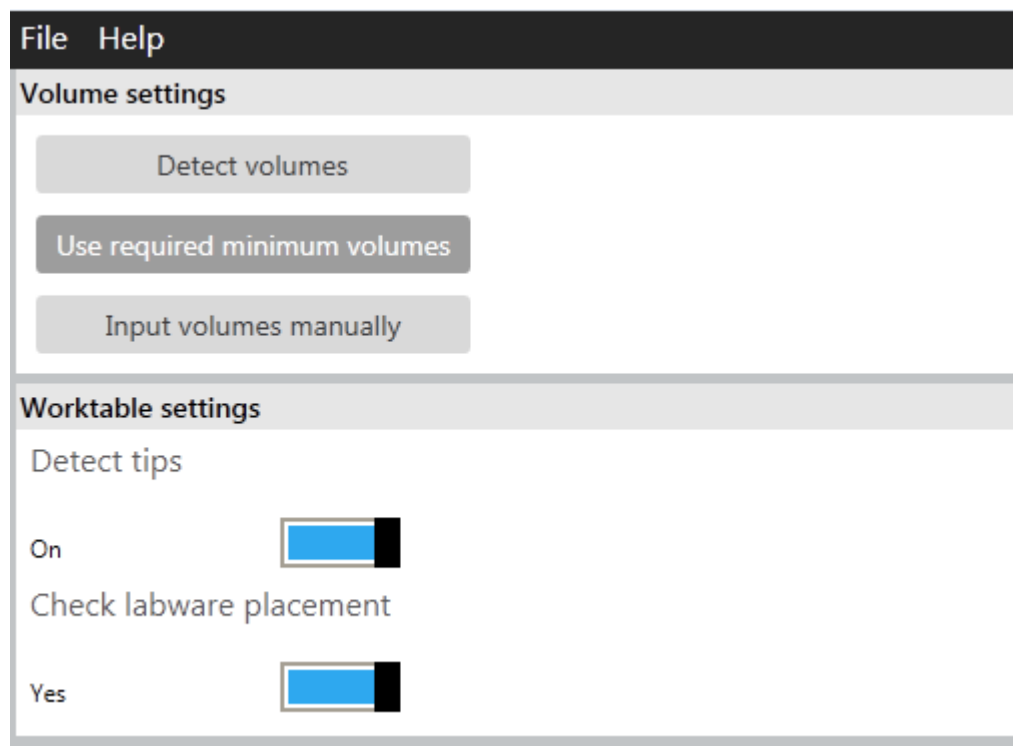 File Help
Volume settings
Detect volumes
Use required minimum volumes
Input volumes manually
Worktable settings
Detect tips
On
Check labware placement
Yes